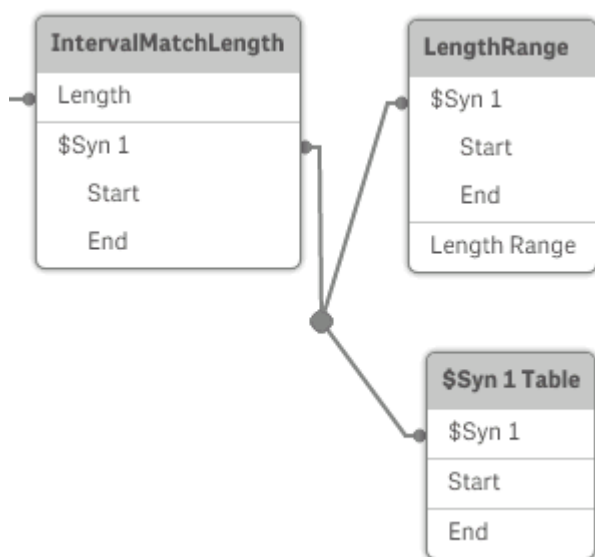 IntervalMatchLength
Length
$Syn 1
Start
End
LengthRange
$Syn 1
Start
End
Length Range
$Syn 1 Table
$Syn 1
Start
End